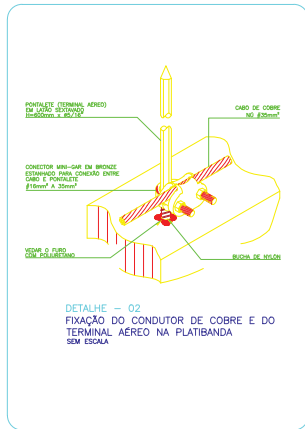 PONTALETE (TERMINAL AÉREO)
EM LATÃO SEXTAVADO
H=600mm x Ø5/16"
CABO DE COBRE
NÚ #35mm²
CONECTOR MINI-GAR EM BRONZE
ESTANHADO PARA CONEXÃO ENTRE
CABO E PONTALETE
#16mm² A 35mm²
VEDAR O FURO
COM POLIURETANO
BUCHA DE NYLON
DETALHE – 02
FIXAÇÃO DO CONDUTOR DE COBRE E DO
TERMINAL AÉREO NA PLATIBANDA
SEM ESCALA